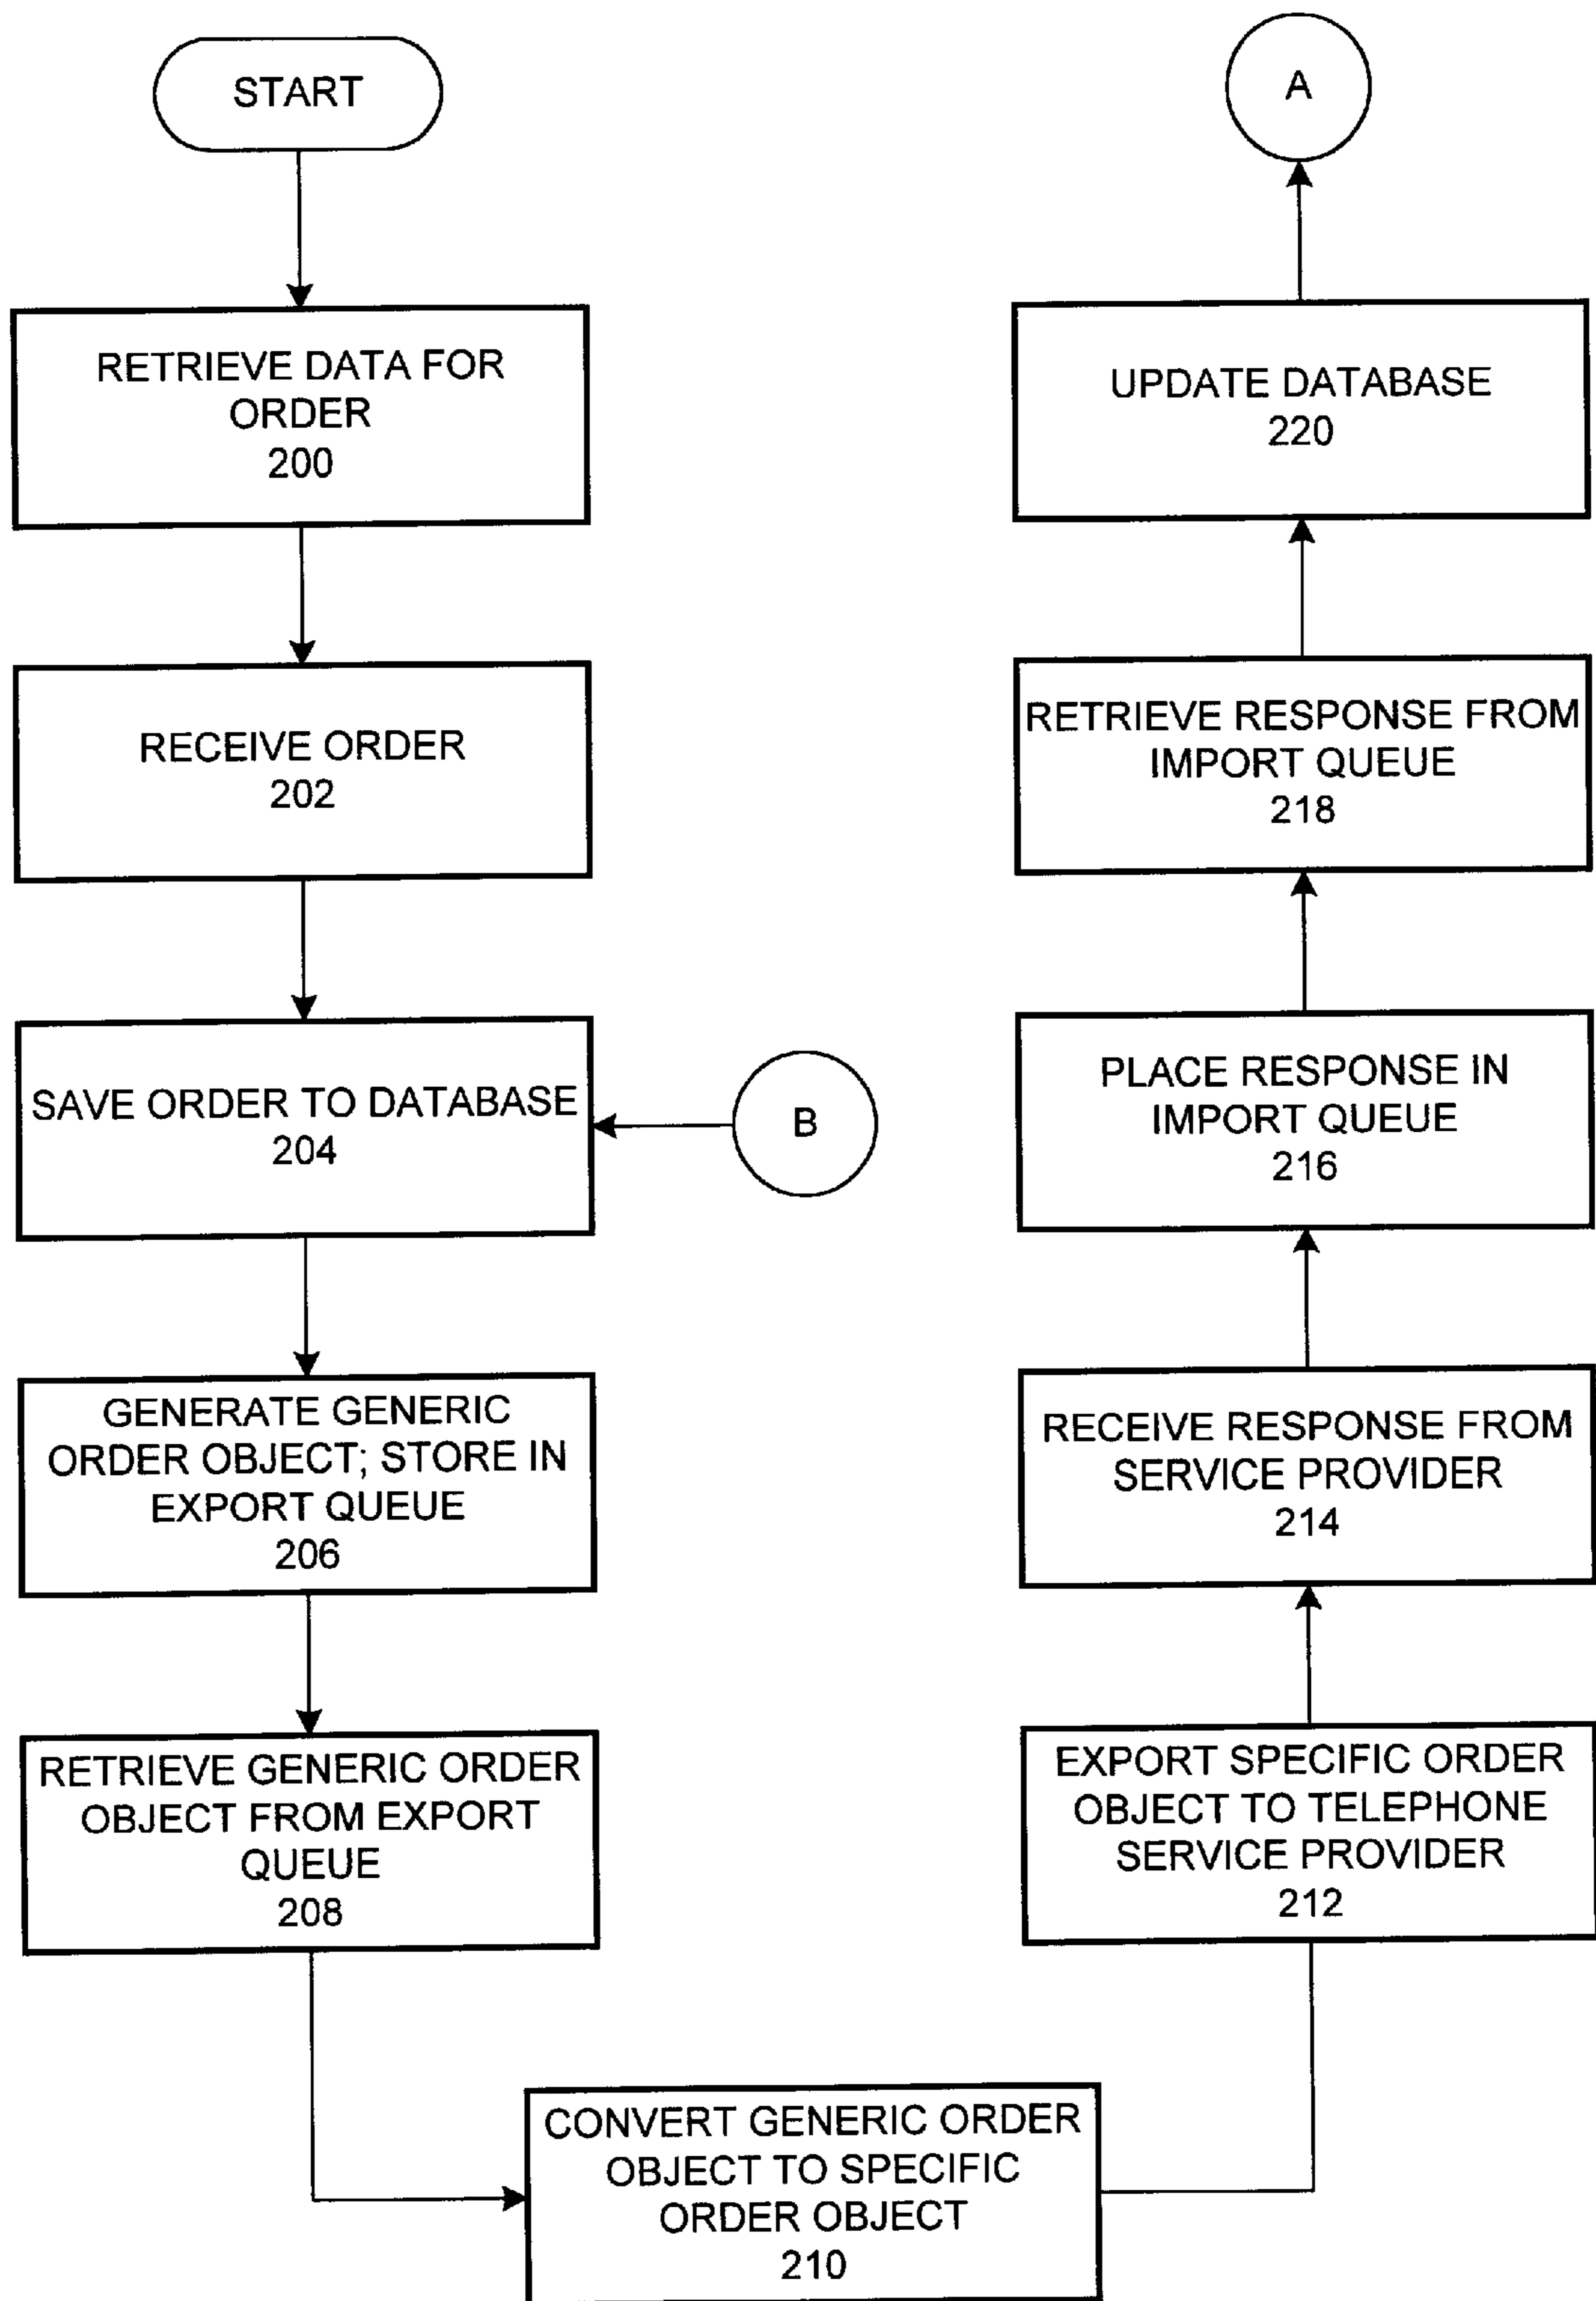 START
RETRIEVE DATA FOR
ORDER
200
RECEIVE ORDER
202
SAVE ORDER TO DATABASE
204
B
GENERATE GENERIC
ORDER OBJECT; STORE IN
EXPORT QUEUE
206
RETRIEVE GENERIC ORDER
OBJECT FROM EXPORT
QUEUE
208
CONVERT GENERIC ORDER
OBJECT TO SPECIFIC
ORDER OBJECT
210
EXPORT SPECIFIC ORDER
OBJECT TO TELEPHONE
SERVICE PROVIDER
212
RECEIVE RESPONSE FROM
SERVICE PROVIDER
214
PLACE RESPONSE IN
IMPORT QUEUE
216
RETRIEVE RESPONSE FROM
IMPORT QUEUE
218
UPDATE DATABASE
220
A